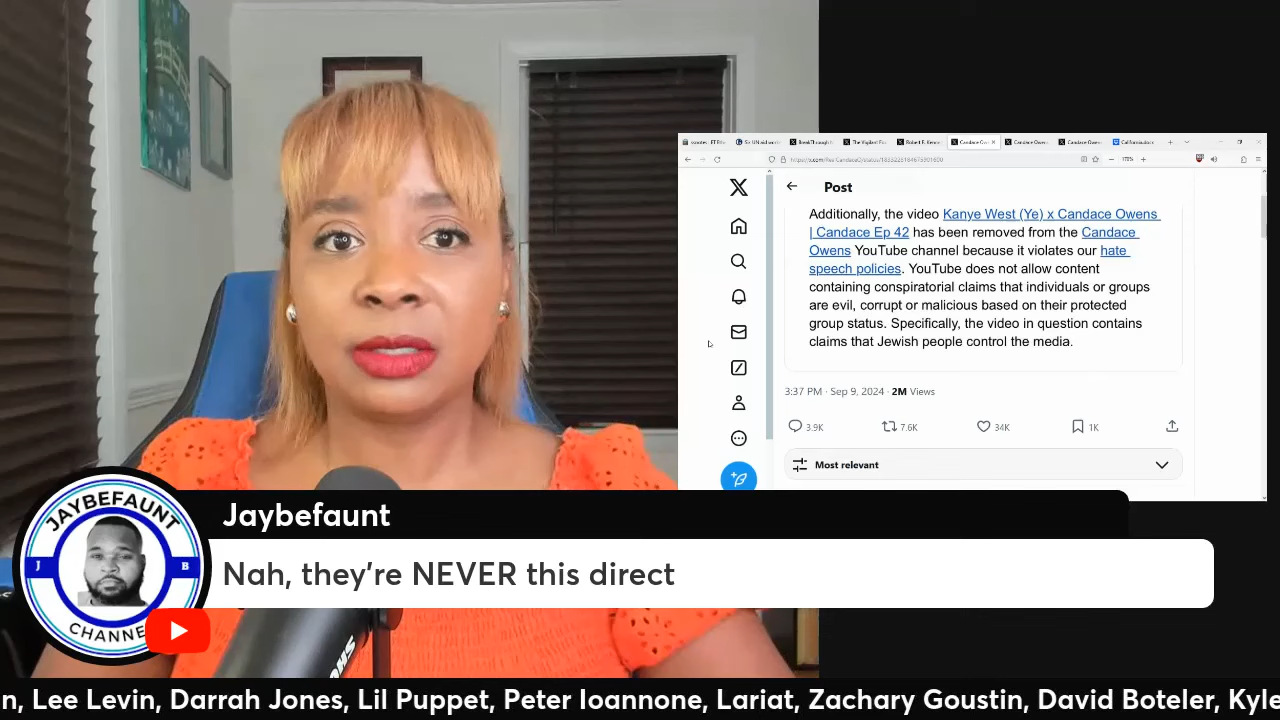 Post
Additionally, the video Kanye West (Ye) x Candace Owens
| Candace Ep 42 has been removed from the Candace
Owens YouTube channel because it violates our hate
speech policies. YouTube does not allow content
containing conspiratorial claims that individuals or groups
are evil, corrupt or malicious based on their protected
group status. Specifically, the video in question contains
claims that Jewish people control the media.
3:37 PM · Sep 9, 2024 · 2M Views
3.9K 7.6K 34K 1K
Most relevant
JAYBEFAUNT
J B
CHANNE
Jaybefaunt
Nah, they're NEVER this direct
n, Lee Levin, Darrah Jones, Lil Puppet, Peter Ioannone, Lariat, Zachary Goustin, David Boteler, Kyle